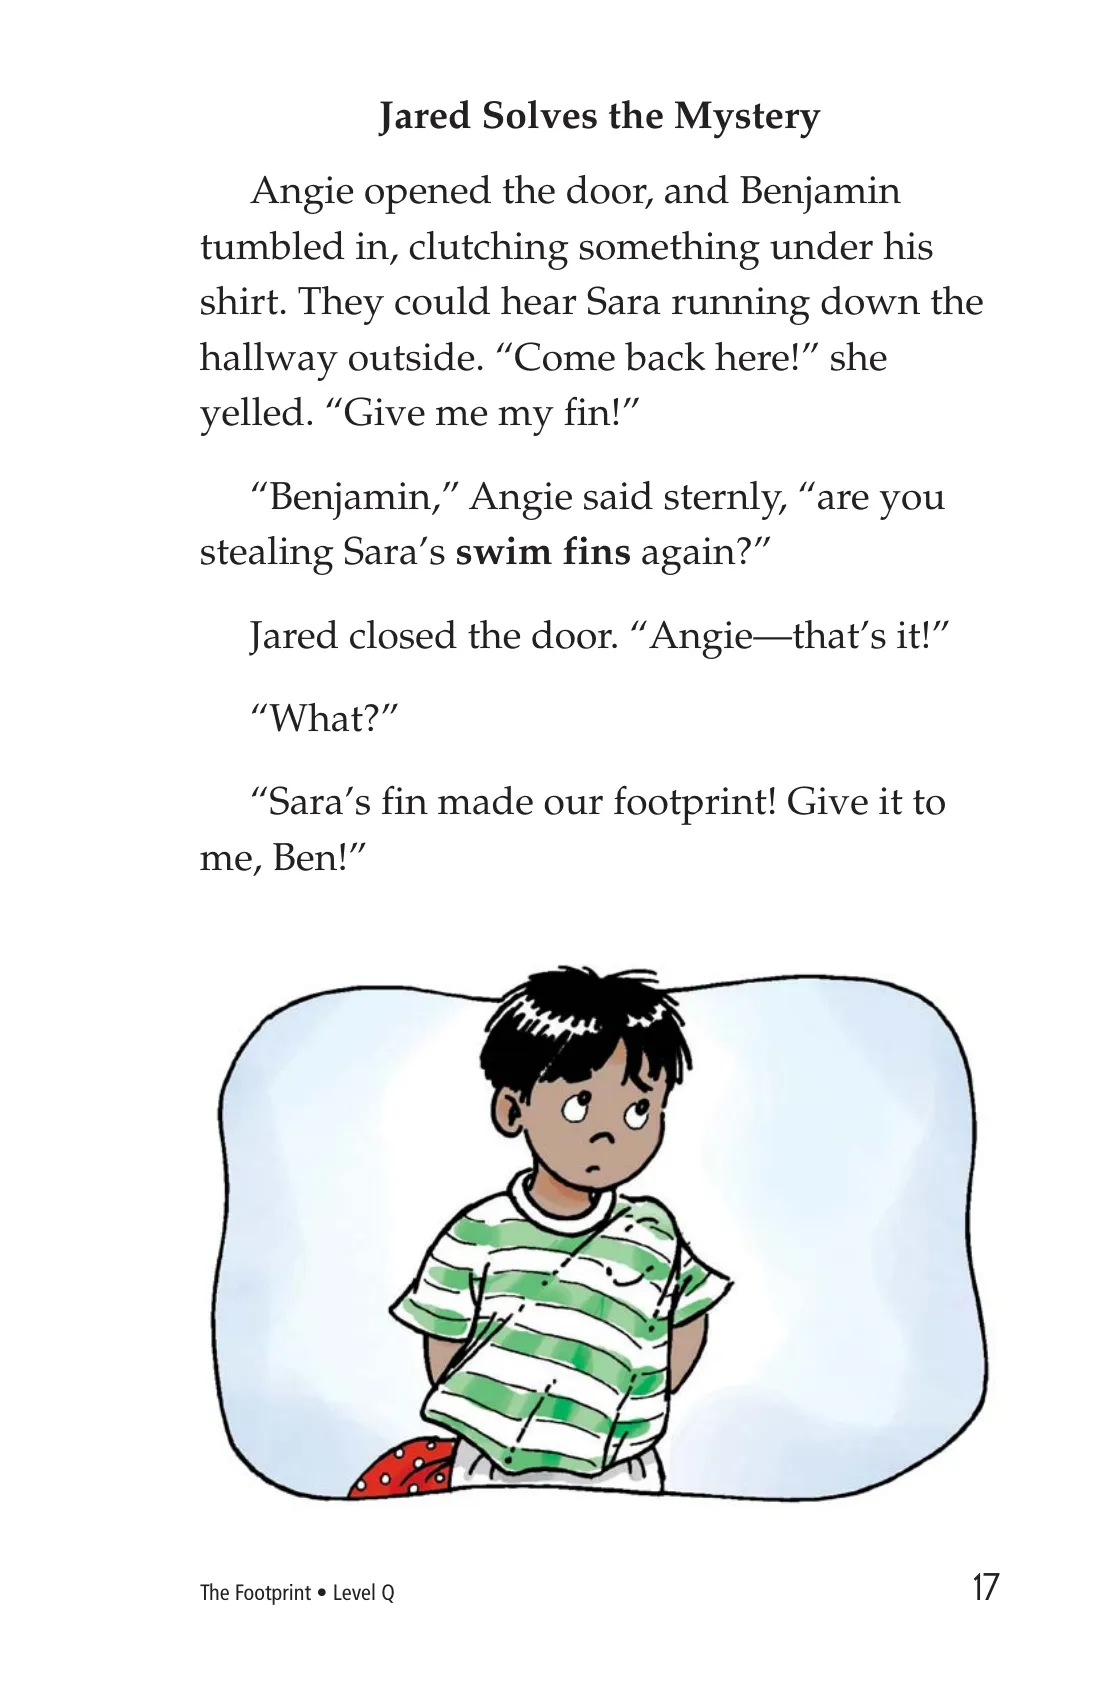 Jared Solves the Mystery
Angie opened the door, and Benjamin
tumbled in, clutching something under his
shirt. They could hear Sara running down the
hallway outside. “Come back here!” she
yelled. “Give me my fin!”
“Benjamin,” Angie said sternly, “are you
stealing Sara’s swim fins again?”
Jared closed the door. “Angie—that’s it!”
“What?”
“Sara’s fin made our footprint! Give it to
me, Ben!”
The Footprint • Level Q
17